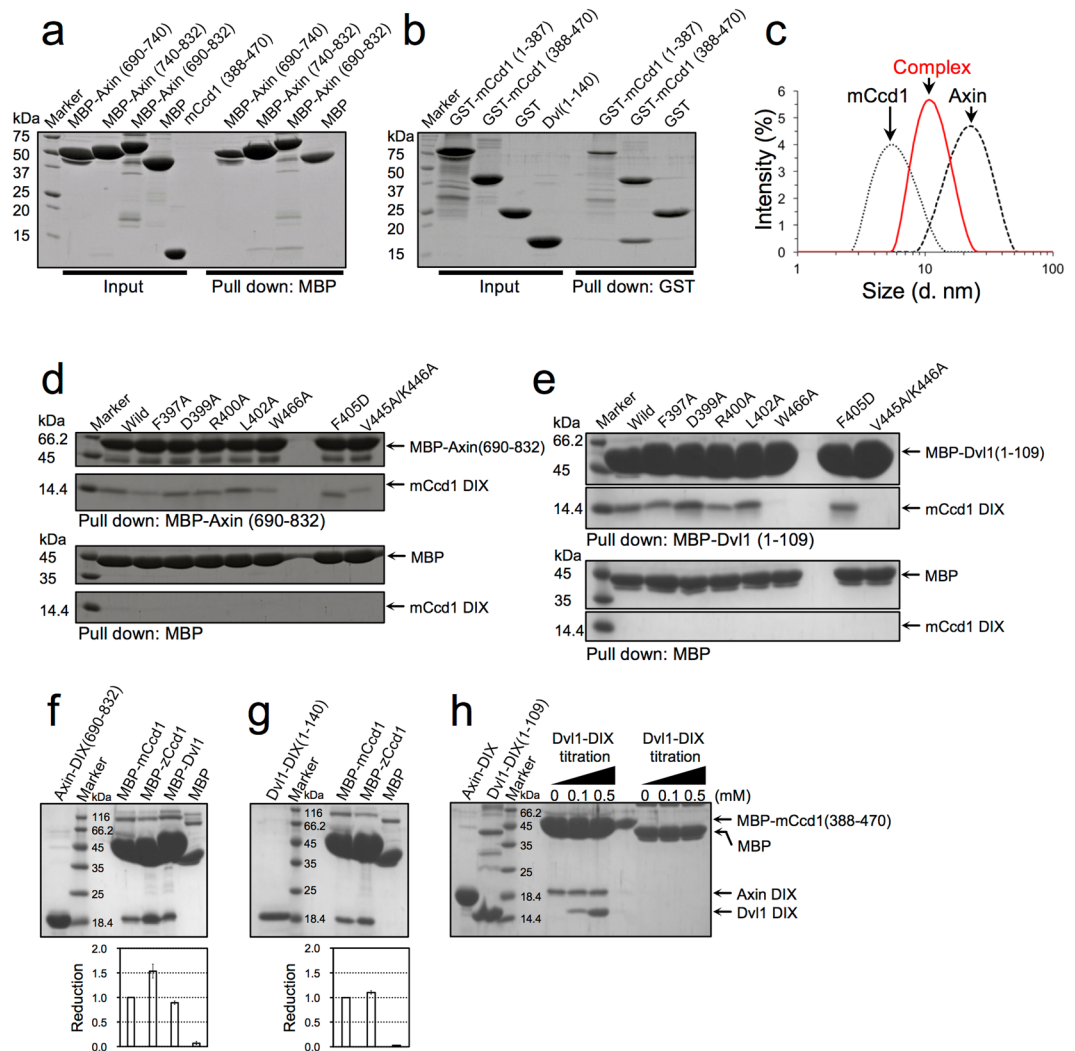 a
Marker
MBP-Axin (690-740)
MBP-Axin (740-832)
MBP-Axin (690-832)
MBP
mCcd1 (388-470)
MBP-Axin (690-740)
MBP-Axin (740-832)
MBP-Axin (690-832)
MBP
kDa
75
50
37
25
20
15
Input
Pull down: MBP
b
Marker
GST-mCcd1 (1-387)
GST-mCcd1 (388-470)
GST
Dvl(1-140)
GST-mCcd1 (1-387)
GST-mCcd1 (388-470)
GST
kDa
75
50
37
25
20
15
Input
Pull down: GST
c
Complex
mCcd1
Axin
Intensity (%)
6
5
4
3
2
1
0
1
10
100
Size (d. nm)
d
kDa
Marker
Wild
F397A
D399A
R400A
L402A
W466A
F405D
V445A/K446A
66.2
45
MBP-Axin(690-832)
14.4
mCcd1 DIX
Pull down: MBP-Axin (690-832)
kDa
45
35
MBP
14.4
mCcd1 DIX
Pull down: MBP
e
kDa
Marker
Wild
F397A
D399A
R400A
L402A
W466A
F405D
V445A/K446A
66.2
45
MBP-Dvl1(1-109)
14.4
mCcd1 DIX
Pull down: MBP-Dvl1 (1-109)
kDa
45
35
MBP
14.4
mCcd1 DIX
Pull down: MBP
f
Axin-DIX(690-832)
Marker
MBP-mCcd1
MBP-zCcd1
MBP-Dvl1
MBP
kDa
116
66.2
45
35
25
18.4
Reduction
2.0
1.5
1.0
0.5
0.0
g
Dvl1-DIX(1-140)
Marker
MBP-mCcd1
MBP-zCcd1
MBP
kDa
116
66.2
45
35
25
18.4
Reduction
2.0
1.5
1.0
0.5
0.0
h
Axin-DIX
Dvl1-DIX(1-109)
Marker
Dvl1-DIX
titration
Dvl1-DIX
titration
0 0.1 0.5
0 0.1 0.5
(mM)
kDa
66.2
45
35
25
18.4
14.4
MBP-mCcd1(388-470)
MBP
Axin DIX
Dvl1 DIX